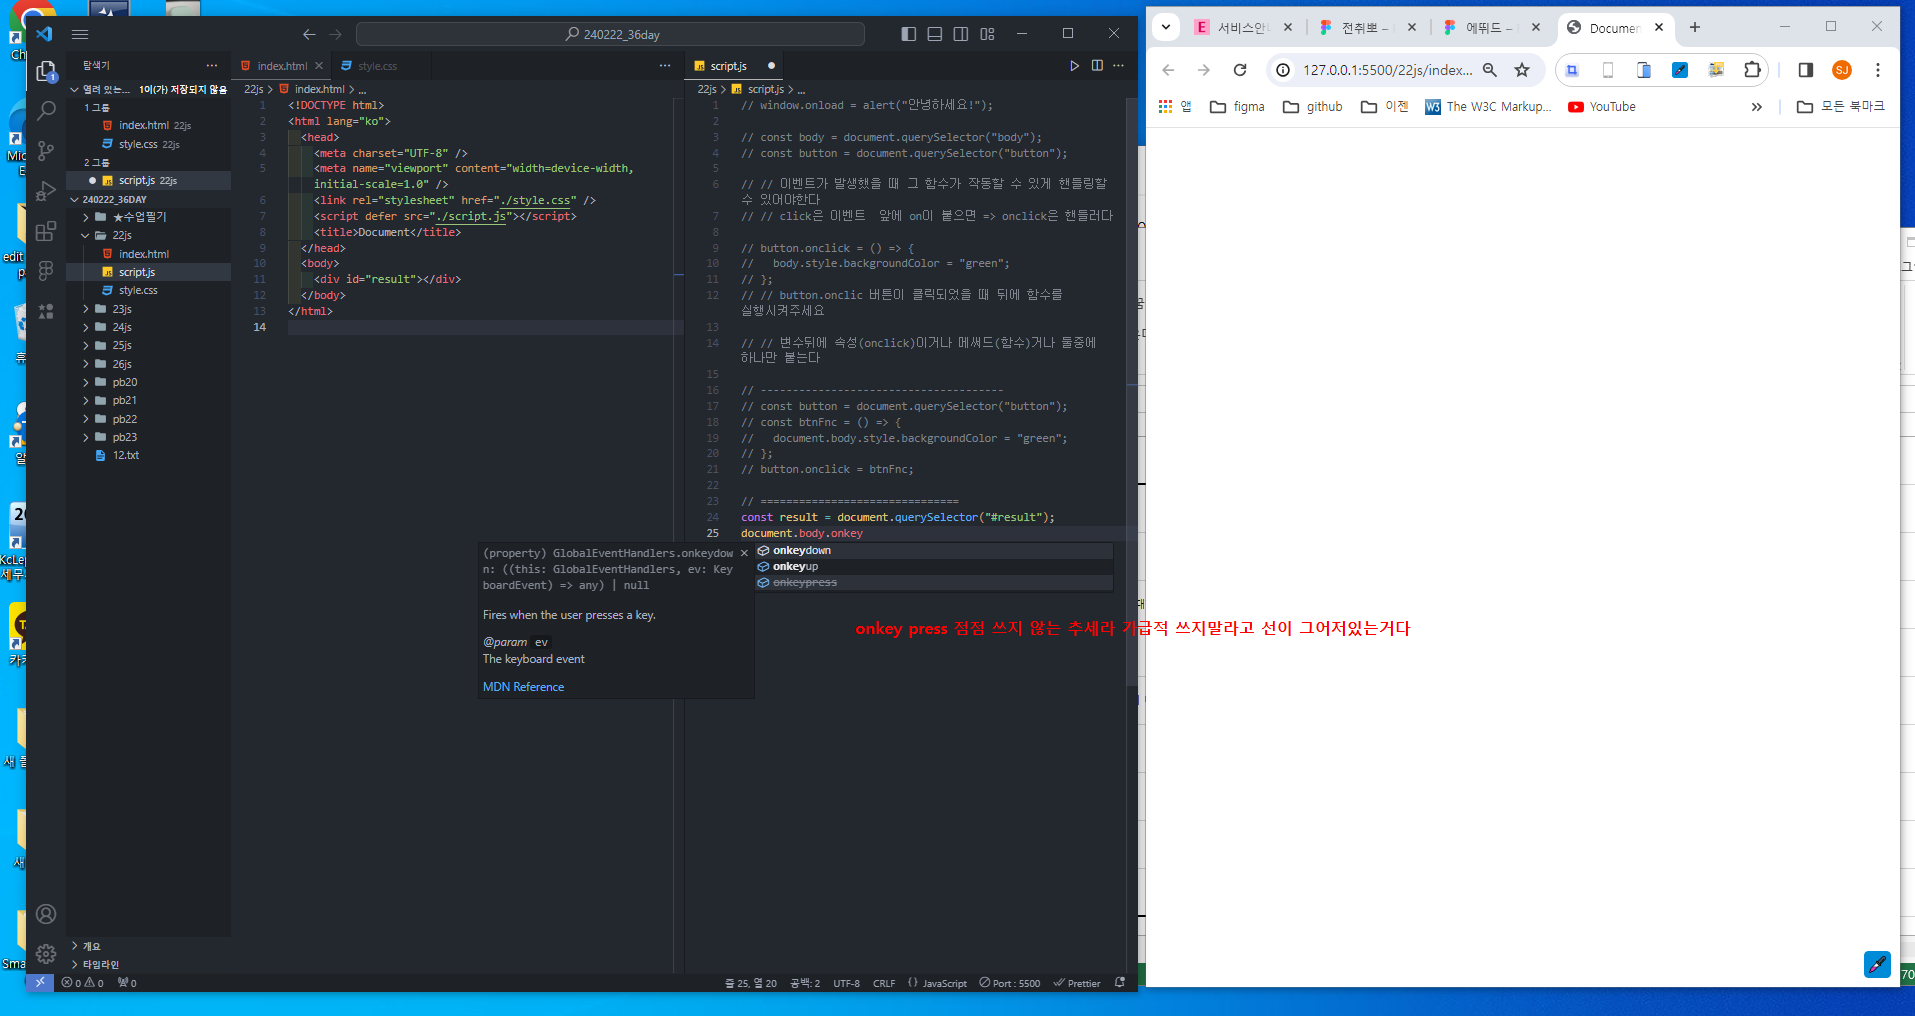 240222_36day
탐색기
열려 있는... 1이(가) 저장되지 않음
1 그룹
index.html 22js
style.css 22js
2 그룹
script.js 22js
240222_36DAY
★수업필기
22js
index.html
script.js
style.css
23js
24js
25js
26js
pb20
pb21
pb22
pb23
12.txt
개요
타임라인
index.html
style.css
22js > index.html > ...
1 <!DOCTYPE html>
2 <html lang="ko">
3 <head>
4 <meta charset="UTF-8" />
5 <meta name="viewport" content="width=device-width,
initial-scale=1.0" />
6 <link rel="stylesheet" href="./style.css" />
7 <script defer src="./script.js"></script>
8 <title>Document</title>
9 </head>
10 <body>
11 <div id="result"></div>
12 </body>
13 </html>
14
script.js
22js > script.js > ...
1 // window.onload = alert("안녕하세요!");
2
3 // const body = document.querySelector("body");
4 // const button = document.querySelector("button");
5
6 // // 이벤트가 발생했을 때 그 함수가 작동할 수 있게 핸들링할
수 있어야한다
7 // // click은 이벤트 앞에 on이 붙으면 => onclick은 핸들러다
8
9 // button.onclick = () => {
10 // body.style.backgroundColor = "green";
11 // };
12 // // button.onclic 버튼이 클릭되었을 때 뒤에 함수를
실행시켜주세요
13
14 // // 변수뒤에 속성(onclick)이거나 메써드(함수)거나 둘중에
하나만 붙는다
15
16 // --------------------------------------
17 // const button = document.querySelector("button");
18 // const btnFnc = () => {
19 // document.body.style.backgroundColor = "green";
20 // };
21 // button.onclick = btnFnc;
22
23 // ===============================
24 const result = document.querySelector("#result");
25 document.body.onkey
onkeydown
onkeyup
onkeypress
(property) GlobalEventHandlers.onkeydow
n: ((this: GlobalEventHandlers, ev: Key
boardEvent) => any) | null
Fires when the user presses a key.
@param ev
The keyboard event
MDN Reference
onkey press 점점 쓰지 않는 추세라 기급적 쓰지말라고 선이 그어저있는거다
0 0 0
줄 25, 열 20 공백: 2 UTF-8 CRLF {} JavaScript Port : 5500 Prettier
전취뽀 –
에뛰드 –
Documen
127.0.0.1:5500/22js/index...
SJ
앱 figma github 이젠 The W3C Markup... YouTube » 모든 북마크
70